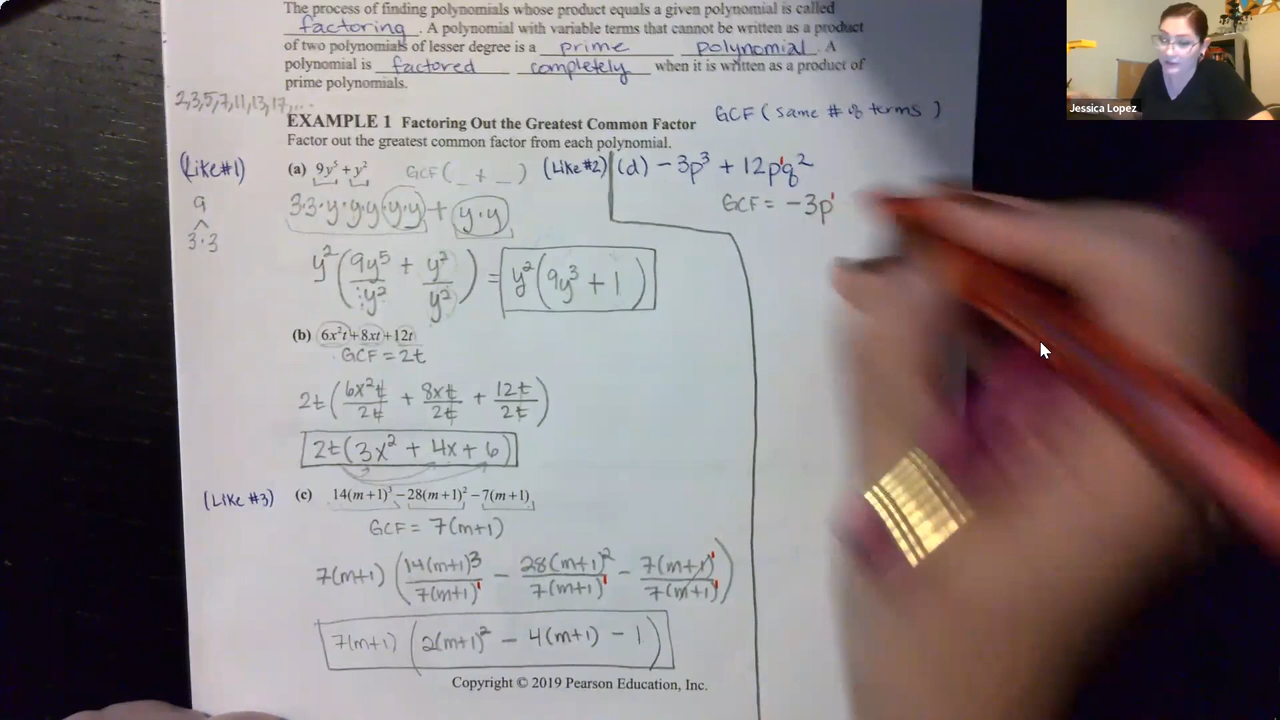 The process of finding polynomials whose product equals a given polynomial is called
factoring. A polynomial with variable terms that cannot be written as a product
of two polynomials of lesser degree is a prime polynomial. A
polynomial is factored completely when it is written as a product of
prime polynomials.
2,3,5,7,11,13,17,...
EXAMPLE 1 Factoring Out the Greatest Common Factor
GCF (same # of terms)
Factor out the greatest common factor from each polynomial.
(Like #1)
(a) 9y⁵ + y²
GCF( _ + _ )
9
3·3
3·3·y·y·y·y·y + y·y
y²(9y⁵/y² + y²/y²) = y²(9y³ + 1)
(b) 6x²t + 8xt + 12t
GCF = 2t
2t(6x²t/2t + 8xt/2t + 12t/2t)
2t(3x² + 4x + 6)
(Like #3)
(c) 14(m+1)³ − 28(m+1)² − 7(m+1)
GCF = 7(m+1)
7(m+1) (14(m+1)³/7(m+1)¹ − 28(m+1)²/7(m+1)¹ − 7(m+1)¹/7(m+1)¹)
7(m+1) (2(m+1)² − 4(m+1) − 1)
(Like #2)
(d) −3p³ + 12p¹q²
GCF = −3p¹
Copyright © 2019 Pearson Education, Inc.
Jessica Lopez